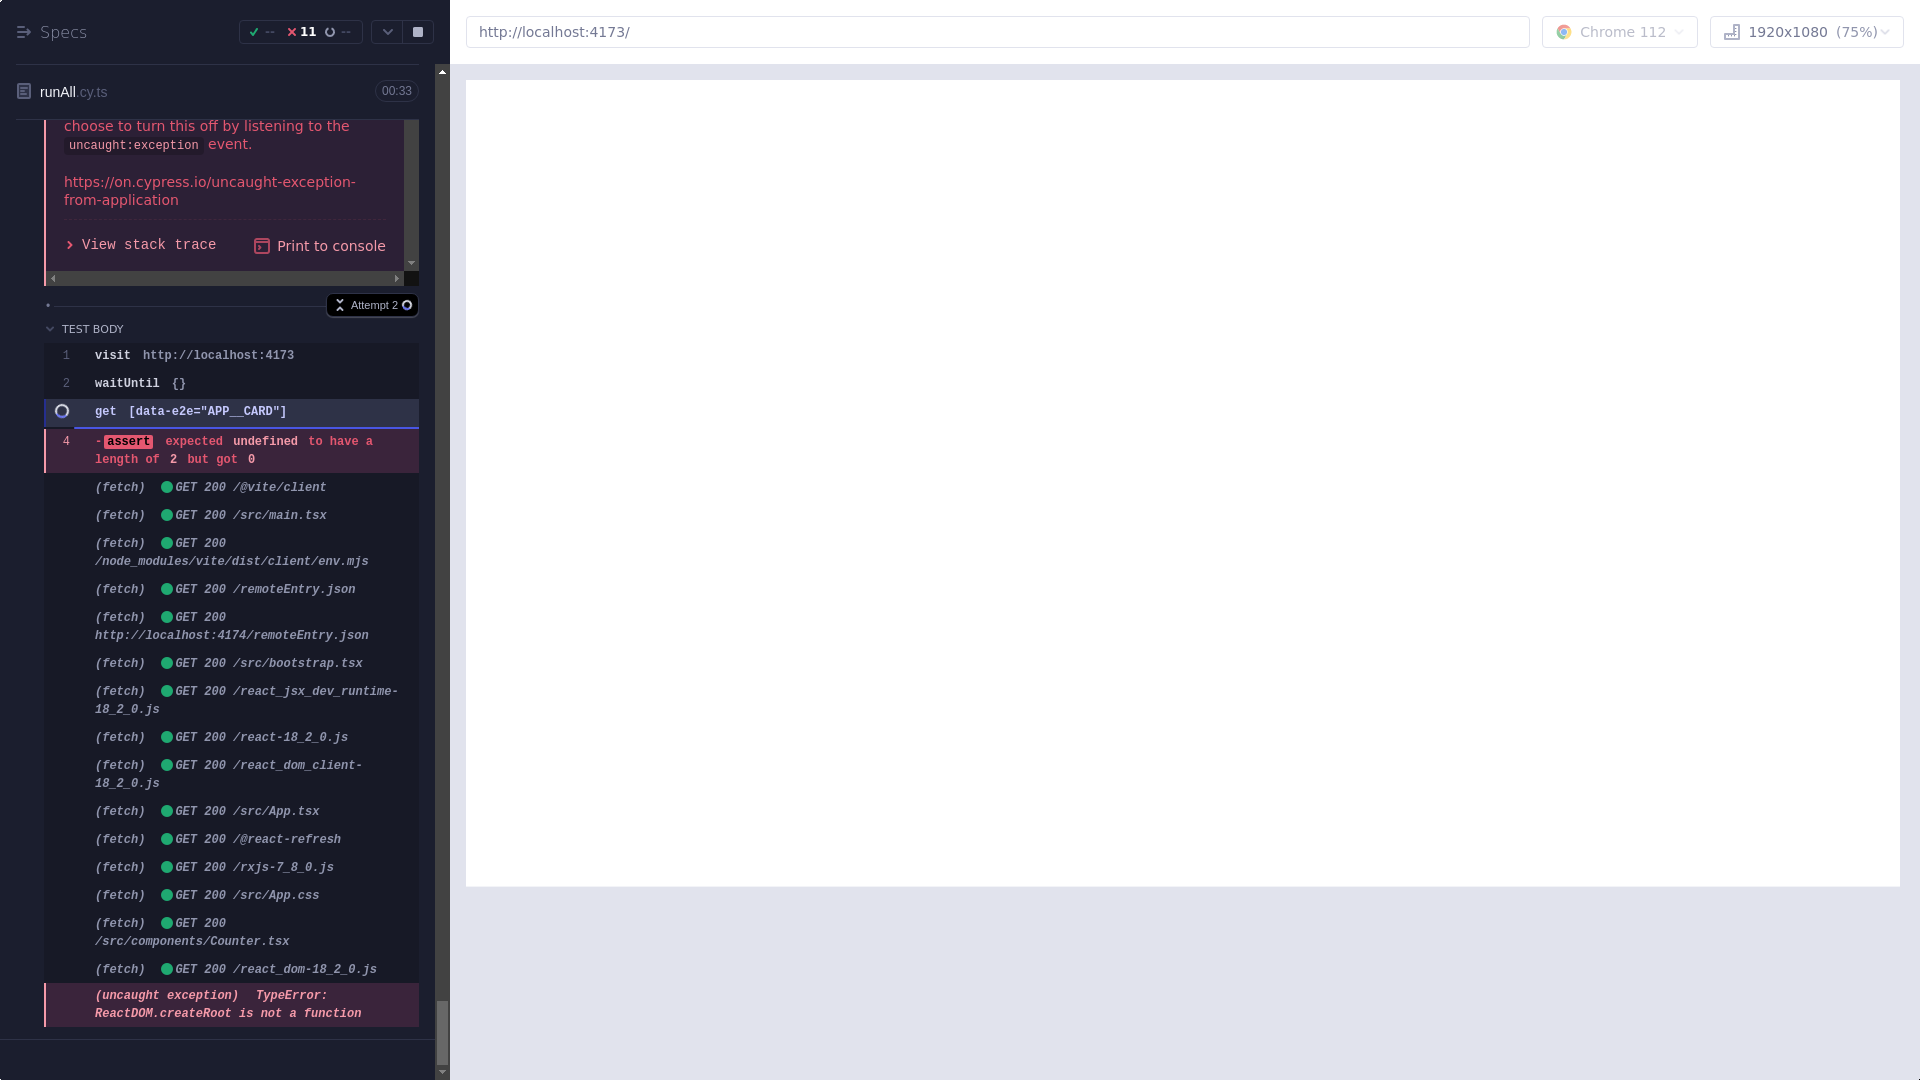 Specs
-- 11 --
http://localhost:4173/
Chrome 112
1920x1080 (75%)
runAll.cy.ts
00:33
choose to turn this off by listening to the
uncaught:exception event.
https://on.cypress.io/uncaught-exception-
from-application
View stack trace
Print to console
Attempt 2
TEST BODY
1 visit http://localhost:4173
2 waitUntil {}
get [data-e2e="APP__CARD"]
4 -assert expected undefined to have a
length of 2 but got 0
(fetch) GET 200 /@vite/client
(fetch) GET 200 /src/main.tsx
(fetch) GET 200
/node_modules/vite/dist/client/env.mjs
(fetch) GET 200 /remoteEntry.json
(fetch) GET 200
http://localhost:4174/remoteEntry.json
(fetch) GET 200 /src/bootstrap.tsx
(fetch) GET 200 /react_jsx_dev_runtime-
18_2_0.js
(fetch) GET 200 /react-18_2_0.js
(fetch) GET 200 /react_dom_client-
18_2_0.js
(fetch) GET 200 /src/App.tsx
(fetch) GET 200 /@react-refresh
(fetch) GET 200 /rxjs-7_8_0.js
(fetch) GET 200 /src/App.css
(fetch) GET 200
/src/components/Counter.tsx
(fetch) GET 200 /react_dom-18_2_0.js
(uncaught exception) TypeError:
ReactDOM.createRoot is not a function